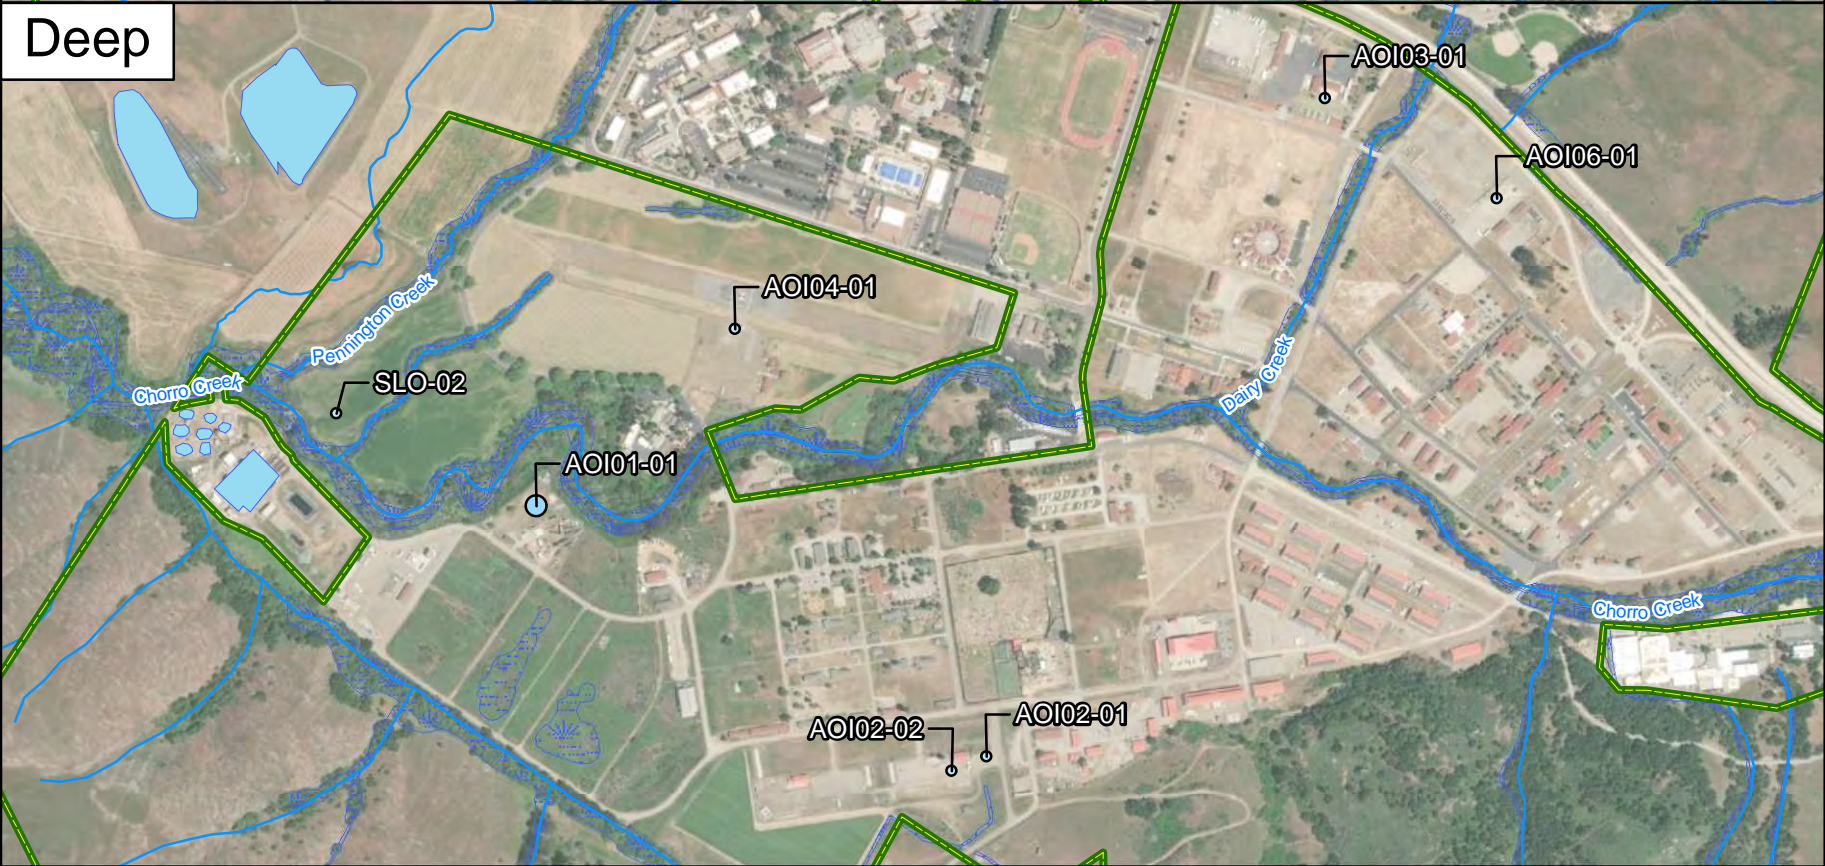 Deep
AOI03-01
AOI06-01
AOI04-01
Pennington Creek
SLO-02
Chorro Creek
Dairy Creek
AOI01-01
Chorro Creek
AOI02-01
AOI02-02